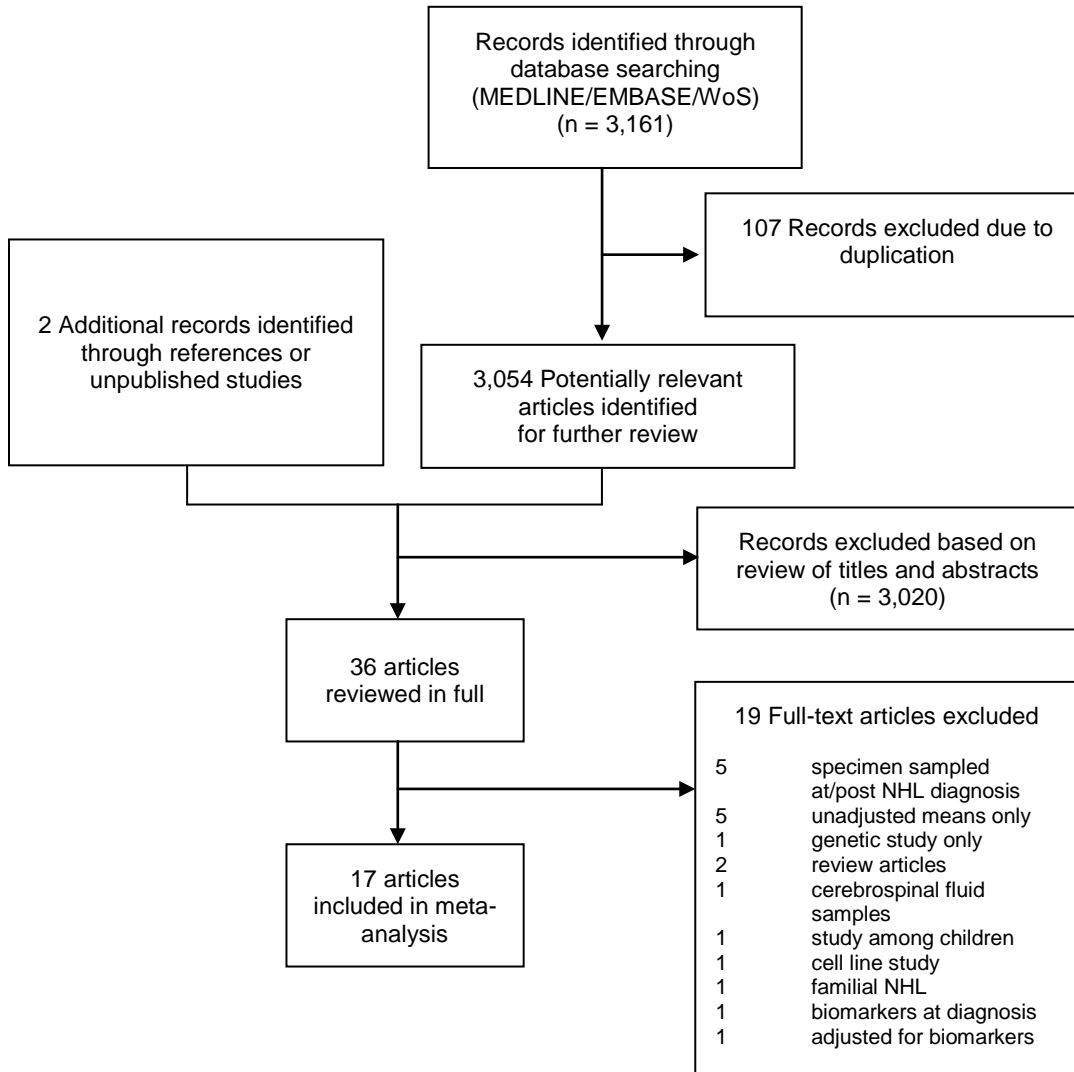 Records identified through
database searching
(MEDLINE/EMBASE/WoS)
(n = 3,161)
107 Records excluded due to
duplication
2 Additional records identified
through references or
unpublished studies
3,054 Potentially relevant
articles identified
for further review
Records excluded based on
review of titles and abstracts
(n = 3,020)
36 articles
reviewed in full
19 Full-text articles excluded
5 specimen sampled
at/post NHL diagnosis
5 unadjusted means only
1 genetic study only
2 review articles
1 cerebrospinal fluid
samples
1 study among children
1 cell line study
1 familial NHL
1 biomarkers at diagnosis
1 adjusted for biomarkers
17 articles
included in meta-
analysis